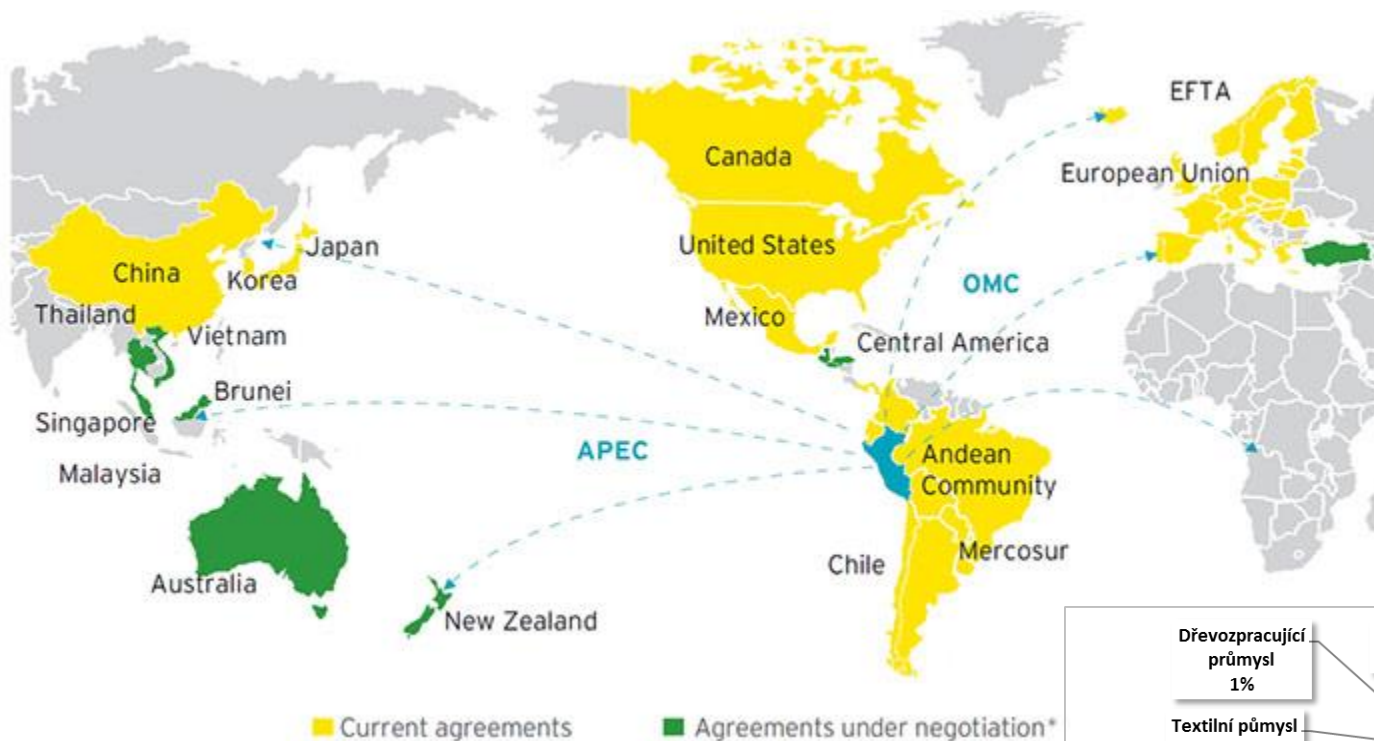 EFTA
Canada
European Union
United States
Japan
OMC
China
Korea
Thailand
Mexico
Vietnam
Central America
Brunei
Singapore
APEC
Andean
Community
Malaysia
Mercosur
Chile
Australia
New Zealand
Dřevozpracující
průmysl
1%
Textilní půmysl
Current agreements
Agreements under negotiation*